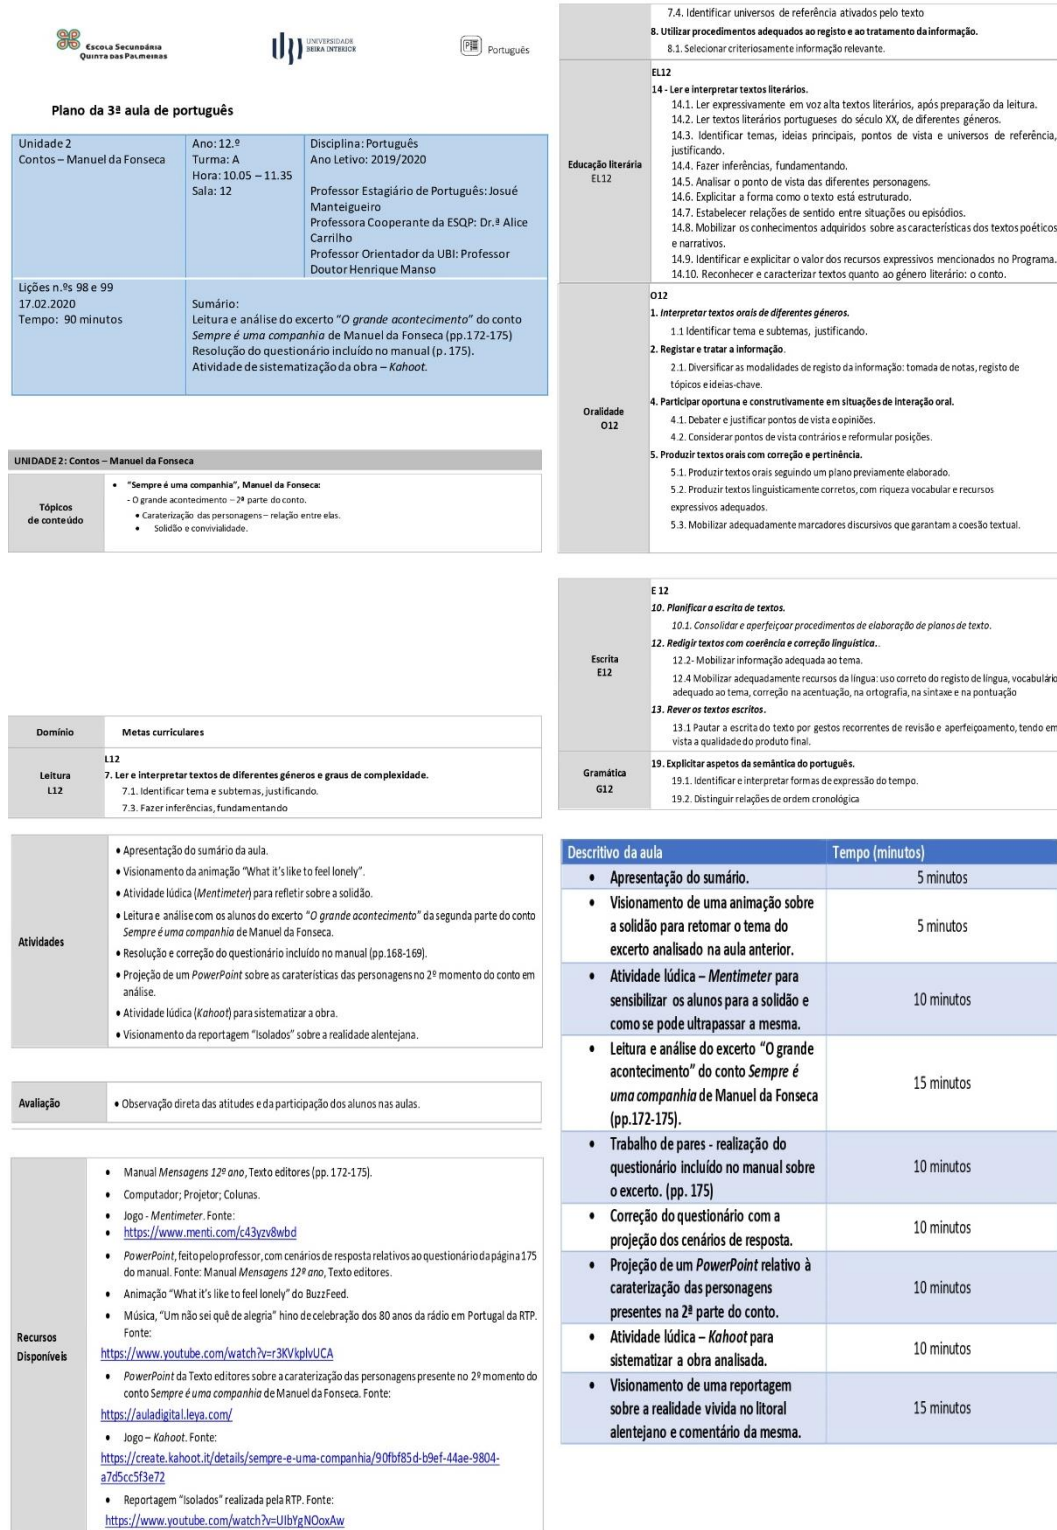 Escola Secundária
Quinta das Palmeiras
UNIVERSIDADE
BEIRA INTERIOR
Português
Plano da 3ª aula de português
Unidade 2
Contos – Manuel da Fonseca
Ano: 12.º
Turma: A
Hora: 10.05 – 11.35
Sala: 12
Disciplina: Português
Ano Letivo: 2019/2020
Professor Estagiário de Português: Josué
Manteigueiro
Professora Cooperante da ESQP: Dr.ª Alice
Carrilho
Professor Orientador da UBI: Professor
Doutor Henrique Manso
Lições n.ºs 98 e 99
17.02.2020
Tempo: 90 minutos
Sumário:
Leitura e análise do excerto “O grande acontecimento” do conto
Sempre é uma companhia de Manuel da Fonseca (pp.172-175)
Resolução do questionário incluído no manual (p. 175).
Atividade de sistematização da obra – Kahoot.
UNIDADE 2: Contos – Manuel da Fonseca
Tópicos
de conteúdo
• “Sempre é uma companhia”, Manuel da Fonseca:
- O grande acontecimento – 2ª parte do conto.
• Caraterização das personagens – relação entre elas.
• Solidão e convivialidade.
Domínio
Metas curriculares
Leitura
L12
L12
7. Ler e interpretar textos de diferentes géneros e graus de complexidade.
7.1. Identificar tema e subtemas, justificando.
7.3. Fazer inferências, fundamentando
7.4. Identificar universos de referência ativados pelo texto
8. Utilizar procedimentos adequados ao registo e ao tratamento da informação.
8.1. Selecionar criteriosamente informação relevante.
Educação literária
EL12
EL12
14 - Ler e interpretar textos literários.
14.1. Ler expressivamente em voz alta textos literários, após preparação da leitura.
14.2. Ler textos literários portugueses do século XX, de diferentes géneros.
14.3. Identificar temas, ideias principais, pontos de vista e universos de referência,
justificando.
14.4. Fazer inferências, fundamentando.
14.5. Analisar o ponto de vista das diferentes personagens.
14.6. Explicitar a forma como o texto está estruturado.
14.7. Estabelecer relações de sentido entre situações ou episódios.
14.8. Mobilizar os conhecimentos adquiridos sobre as características dos textos poéticos
e narrativos.
14.9. Identificar e explicitar o valor dos recursos expressivos mencionados no Programa.
14.10. Reconhecer e caracterizar textos quanto ao género literário: o conto.
Oralidade
O12
O12
1. Interpretar textos orais de diferentes géneros.
1.1 Identificar tema e subtemas, justificando.
2. Registar e tratar a informação.
2.1. Diversificar as modalidades de registo da informação: tomada de notas, registo de
tópicos e ideias-chave.
4. Participar oportuna e construtivamente em situações de interação oral.
4.1. Debater e justificar pontos de vista e opiniões.
4.2. Considerar pontos de vista contrários e reformular posições.
5. Produzir textos orais com correção e pertinência.
5.1. Produzir textos orais seguindo um plano previamente elaborado.
5.2. Produzir textos linguisticamente corretos, com riqueza vocabular e recursos
expressivos adequados.
5.3. Mobilizar adequadamente marcadores discursivos que garantam a coesão textual.
Escrita
E12
E 12
10. Planificar a escrita de textos.
10.1. Consolidar e aperfeiçoar procedimentos de elaboração de planos de texto.
12. Redigir textos com coerência e correção linguística..
12.2- Mobilizar informação adequada ao tema.
12.4 Mobilizar adequadamente recursos da língua: uso correto do registo de língua, vocabulário
adequado ao tema, correção na acentuação, na ortografia, na sintaxe e na pontuação
13. Rever os textos escritos.
13.1 Pautar a escrita do texto por gestos recorrentes de revisão e aperfeiçoamento, tendo em
vista a qualidade do produto final.
Gramática
G12
19. Explicitar aspetos da semântica do português.
19.1. Identificar e interpretar formas de expressão do tempo.
19.2. Distinguir relações de ordem cronológica
Atividades
• Apresentação do sumário da aula.
• Visionamento da animação “What it’s like to feel lonely”.
• Atividade lúdica (Mentimeter) para refletir sobre a solidão.
• Leitura e análise com os alunos do excerto “O grande acontecimento” da segunda parte do conto
Sempre é uma companhia de Manuel da Fonseca.
• Resolução e correção do questionário incluído no manual (pp.168-169).
• Projeção de um PowerPoint sobre as caraterísticas das personagens no 2º momento do conto em
análise.
• Atividade lúdica (Kahoot) para sistematizar a obra.
• Visionamento da reportagem “Isolados” sobre a realidade alentejana.
Avaliação
• Observação direta das atitudes e da participação dos alunos nas aulas.
Recursos
Disponíveis
• Manual Mensagens 12º ano, Texto editores (pp. 172-175).
• Computador; Projetor; Colunas.
• Jogo - Mentimeter. Fonte:
• https://www.menti.com/c43yzv8wbd
• PowerPoint, feito pelo professor, com cenários de resposta relativos ao questionário da página 175
do manual. Fonte: Manual Mensagens 12º ano, Texto editores.
• Animação “What it’s like to feel lonely” do BuzzFeed.
• Música, “Um não sei quê de alegria” hino de celebração dos 80 anos da rádio em Portugal da RTP.
Fonte:
https://www.youtube.com/watch?v=r3KVkplvUCA
• PowerPoint da Texto editores sobre a caraterização das personagens presente no 2º momento do
conto Sempre é uma companhia de Manuel da Fonseca. Fonte:
https://auladigital.leya.com/
• Jogo – Kahoot. Fonte:
https://create.kahoot.it/details/sempre-e-uma-companhia/90fbf85d-b9ef-44ae-9804-
a7d5cc5f3e72
• Reportagem “Isolados” realizada pela RTP. Fonte:
https://www.youtube.com/watch?v=UIbYgNOoxAw
Descritivo da aula
Tempo (minutos)
• Apresentação do sumário.
5 minutos
• Visionamento de uma animação sobre
a solidão para retomar o tema do
excerto analisado na aula anterior.
5 minutos
• Atividade lúdica – Mentimeter para
sensibilizar os alunos para a solidão e
como se pode ultrapassar a mesma.
10 minutos
• Leitura e análise do excerto “O grande
acontecimento” do conto Sempre é
uma companhia de Manuel da Fonseca
(pp.172-175).
15 minutos
• Trabalho de pares - realização do
questionário incluído no manual sobre
o excerto. (pp. 175)
10 minutos
• Correção do questionário com a
projeção dos cenários de resposta.
10 minutos
• Projeção de um PowerPoint relativo à
caraterização das personagens
presentes na 2ª parte do conto.
10 minutos
• Atividade lúdica – Kahoot para
sistematizar a obra analisada.
10 minutos
• Visionamento de uma reportagem
sobre a realidade vivida no litoral
alentejano e comentário da mesma.
15 minutos